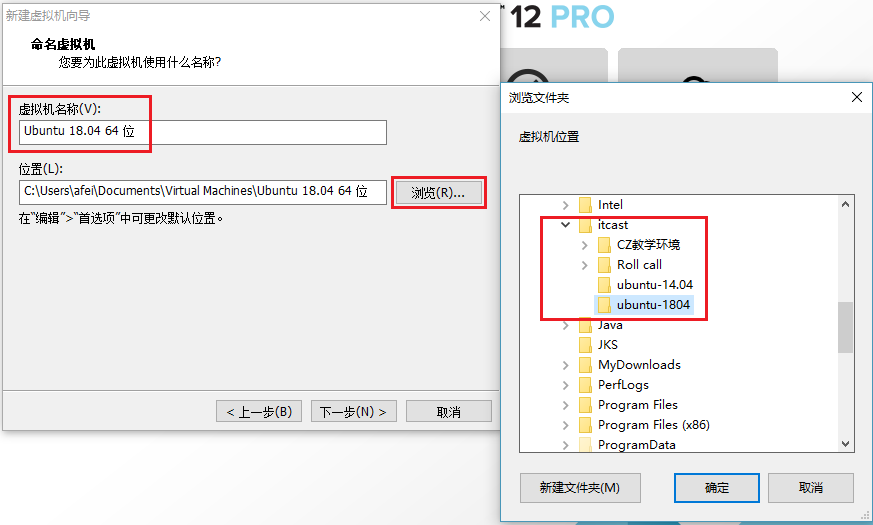 新建虚拟机向导
命名虚拟机
您要为此虚拟机使用什么名称?
虚拟机名称(V):
Ubuntu 18.04 64 位
位置(L):
C:\Users\afei\Documents\Virtual Machines\Ubuntu 18.04 64 位
浏览(R)...
在“编辑”>“首选项”中可更改默认位置。
< 上一步(B)
下一步(N) >
取消
12 PRO
浏览文件夹
虚拟机位置
Intel
itcast
CZ教学环境
Roll call
ubuntu-14.04
ubuntu-1804
Java
JKS
MyDownloads
PerfLogs
Program Files
Program Files (x86)
ProgramData
新建文件夹(M)
确定
取消